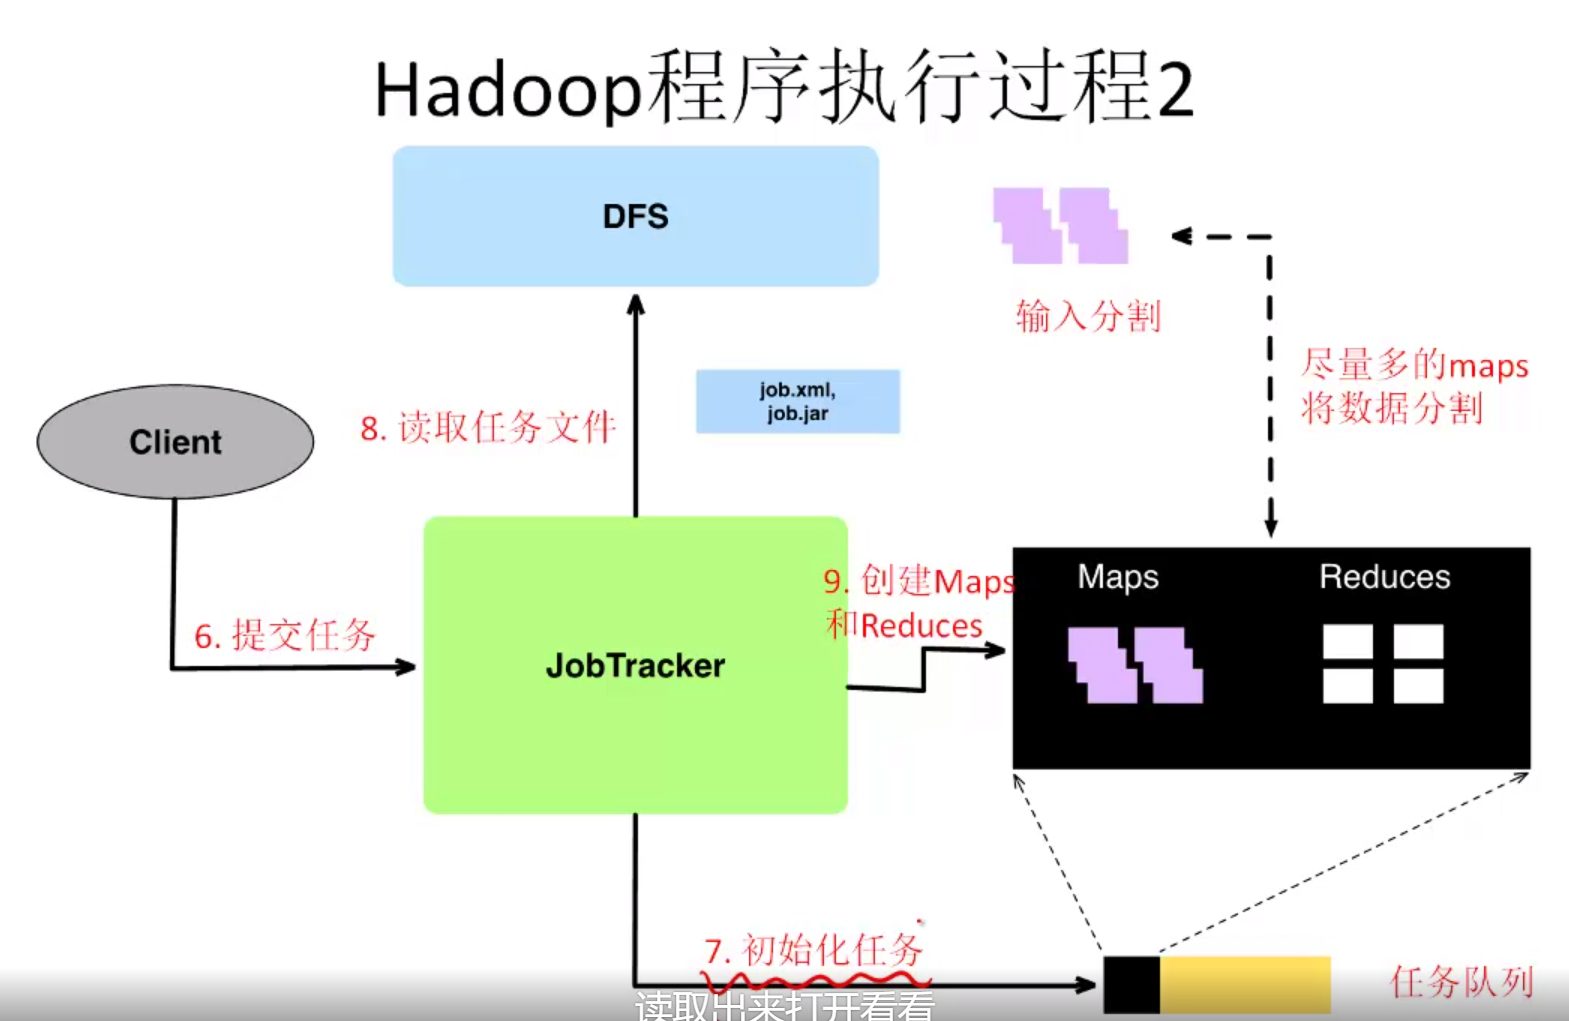 Hadoop程序执行过程2
DFS
输入分割
尽量多的maps
将数据分割
job.xml,
job.jar
8. 读取任务文件
Client
9. 创建Maps
和Reduces
Maps
Reduces
6. 提交任务
JobTracker
7. 初始化任务
任务队列
读取出来打开看看